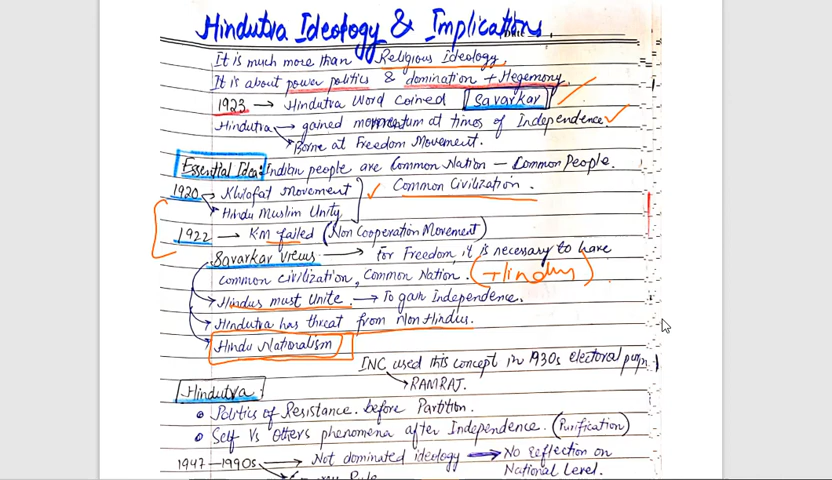 Hindutva Ideology & Implications.
It is much more than Religious Ideology.
It is about power politics & domination + Hegemony
1923 → Hindutva Word Coined Savarkar
Hindutva → gained momentum at times of Independence.
→ Borne at Freedom Movement.
Essential Idea: Indian people are Common Nation — Common People.
1920 → Khilafat Movement Common Civilization.
→ Hindu Muslim Unity
1922 → KM failed (Non Cooperation Movement)
Savarkar Views → For Freedom it is necessary to have
common civilization, Common Nation. (Hindus)
→ Hindus must Unite → To gain Independence.
→ Hindutva has threat from Non Hindus.
→ Hindu Nationalism
INC used this concept in 1930s electoral
→ RAMRAJ.
Hindutva
• Politics of Resistance. before Partition.
• Self Vs Others phenomena after Independence. (Purification)
1947 — 1990s → Not dominated ideology → No Reflection on
National Level.